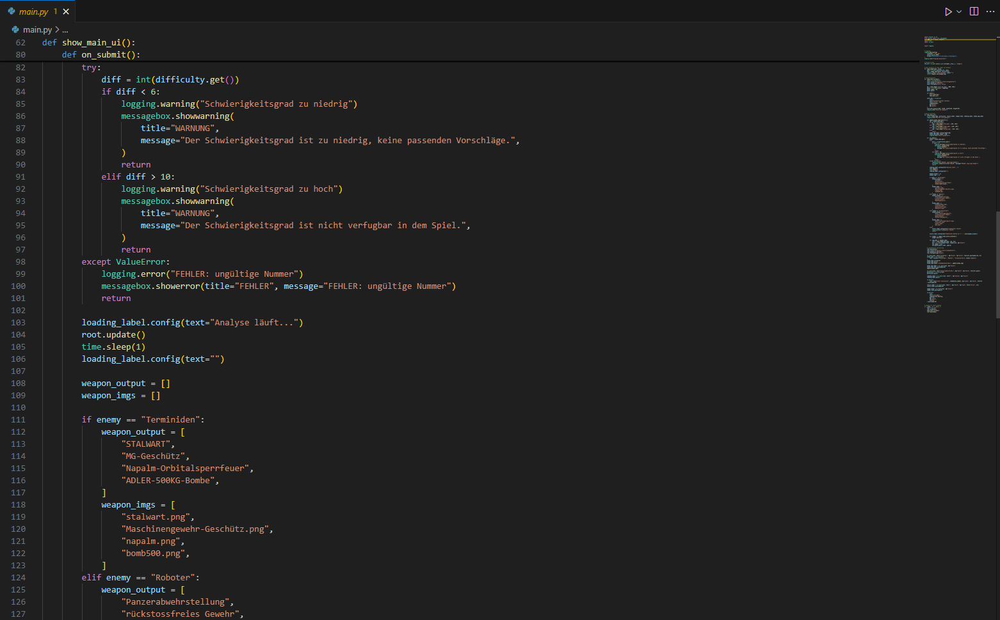 main.py 1
main.py > ...
62 def show_main_ui():
80     def on_submit():
82         try:
83             diff = int(difficulty.get())
84             if diff < 6:
85                 logging.warning("Schwierigkeitsgrad zu niedrig")
86                 messagebox.showwarning(
87                     title="WARNUNG",
88                     message="Der Schwierigkeitsgrad ist zu niedrig, keine passenden Vorschläge.",
89                 )
90                 return
91             elif diff > 10:
92                 logging.warning("Schwierigkeitsgrad zu hoch")
93                 messagebox.showwarning(
94                     title="WARNUNG",
95                     message="Der Schwierigkeitsgrad ist nicht verfugbar in dem Spiel.",
96                 )
97                 return
98         except ValueError:
99             logging.error("FEHLER: ungültige Nummer")
100             messagebox.showerror(title="FEHLER", message="FEHLER: ungültige Nummer")
101             return
102
103         loading_label.config(text="Analyse läuft...")
104         root.update()
105         time.sleep(1)
106         loading_label.config(text="")
107
108         weapon_output = []
109         weapon_imgs = []
110
111         if enemy == "Terminiden":
112             weapon_output = [
113                 "STALWART",
114                 "MG-Geschütz",
115                 "Napalm-Orbitalsperrfeuer",
116                 "ADLER-500KG-Bombe",
117             ]
118             weapon_imgs = [
119                 "stalwart.png",
120                 "Maschinengewehr-Geschütz.png",
121                 "napalm.png",
122                 "bomb500.png",
123             ]
124         elif enemy == "Roboter":
125             weapon_output = [
126                 "Panzerabwehrstellung",
127                 "rückstossfreies Gewehr",